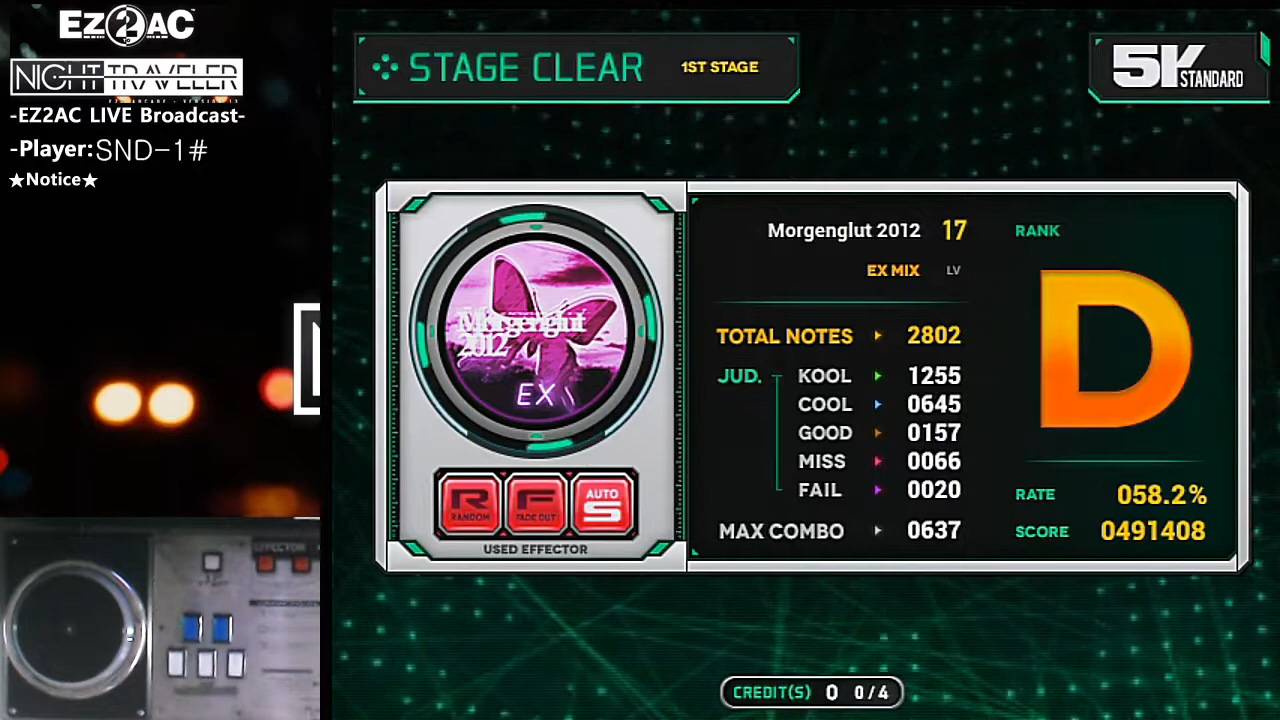 EZ2AC
NIGHT TRAVELER
-EZ2AC LIVE Broadcast-
-Player:SND-1#
★Notice★
STAGE CLEAR
1ST STAGE
5K STANDARD
Morgenglut
2012
EX
R
RANDOM
F
FADE OUT
AUTO
S
USED EFFECTOR
Morgenglut 2012 17
EX MIX LV
TOTAL NOTES 2802
JUD.
KOOL 1255
COOL 0645
GOOD 0157
MISS 0066
FAIL 0020
MAX COMBO 0637
RANK
D
RATE 058.2%
SCORE 0491408
CREDIT(S) 0 0/4